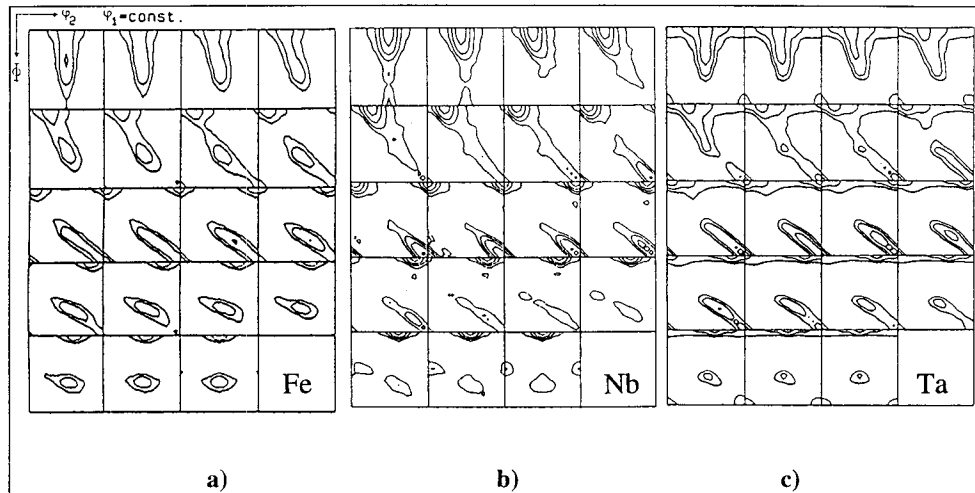 φ₂ φ₁=const.
Φ
Fe
Nb
Ta
a)
b)
c)